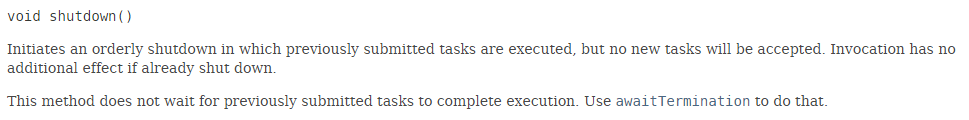 void shutdown()
Initiates an orderly shutdown in which previously submitted tasks are executed, but no new tasks will be accepted. Invocation has no
additional effect if already shut down.
This method does not wait for previously submitted tasks to complete execution. Use awaitTermination to do that.